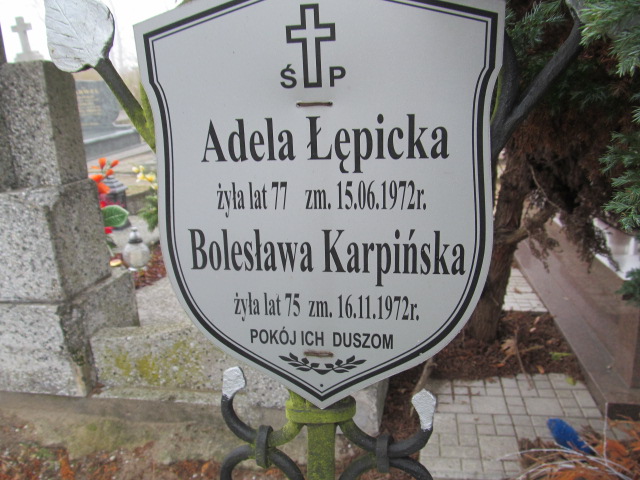 Ś P
Adela Łępicka
żyła lat 77 zm. 15.06.1972r.
Bolesława Karpińska
żyła lat 75 zm. 16.11.1972r.
POKÓJ ICH DUSZOM